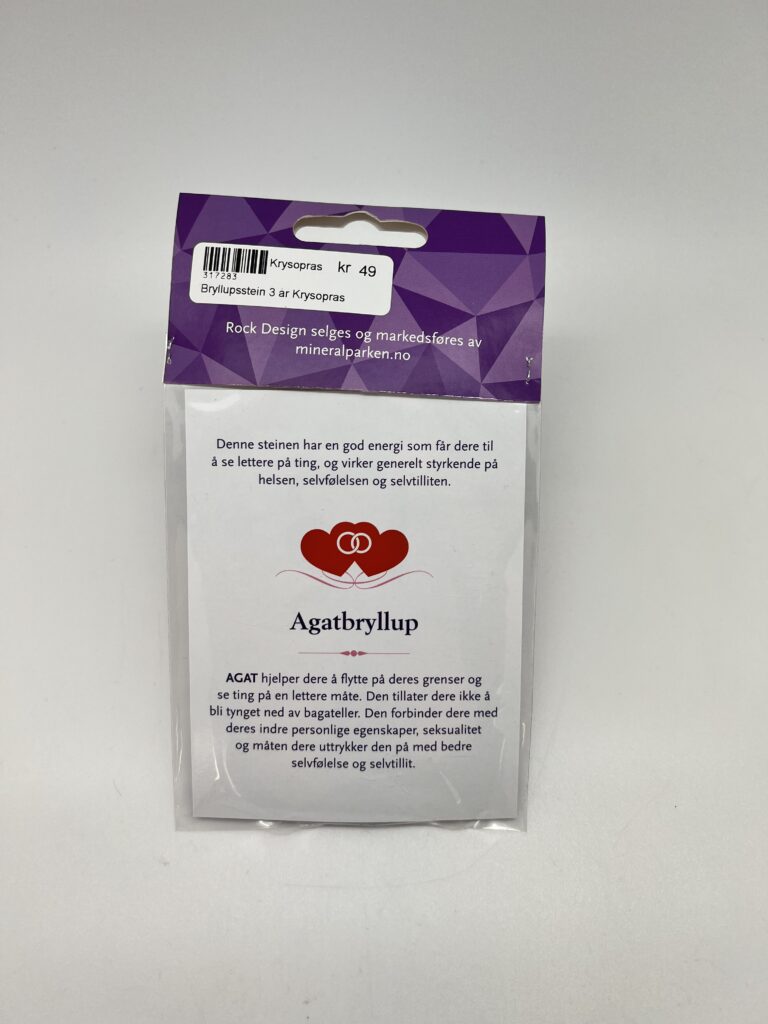 Krysopras kr 49
317283
Bryllupsstein 3 år Krysopras
Rock Design selges og markedsføres av
mineralparken.no
Denne steinen har en god energi som får dere til
å se lettere på ting, og virker generelt styrkende på
helsen, selvfølelsen og selvtilliten.
Agatbryllup
AGAT hjelper dere å flytte på deres grenser og
se ting på en lettere måte. Den tillater dere ikke å
bli tynget ned av bagateller. Den forbinder dere med
deres indre personlige egenskaper, seksualitet
og måten dere uttrykker den på med bedre
selvfølelse og selvtillit.